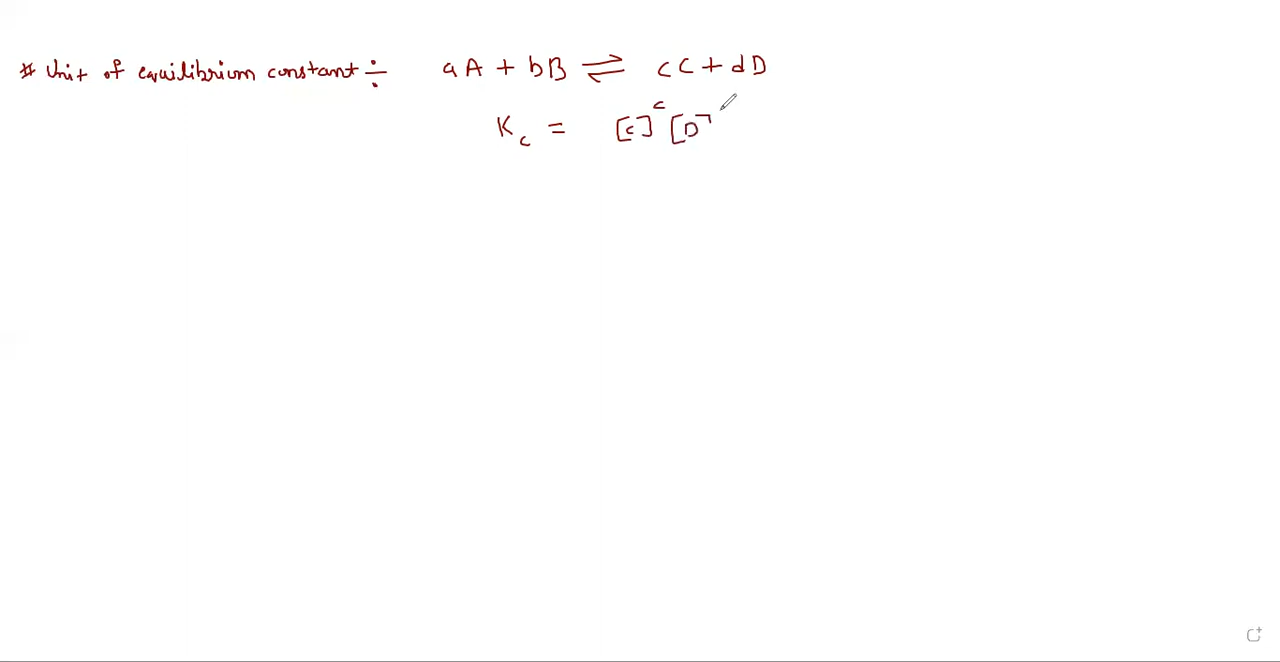 # Unit of equilibrium constant ÷ aA + bB ⇌ cC + dD
Kc = [C]^c [D]